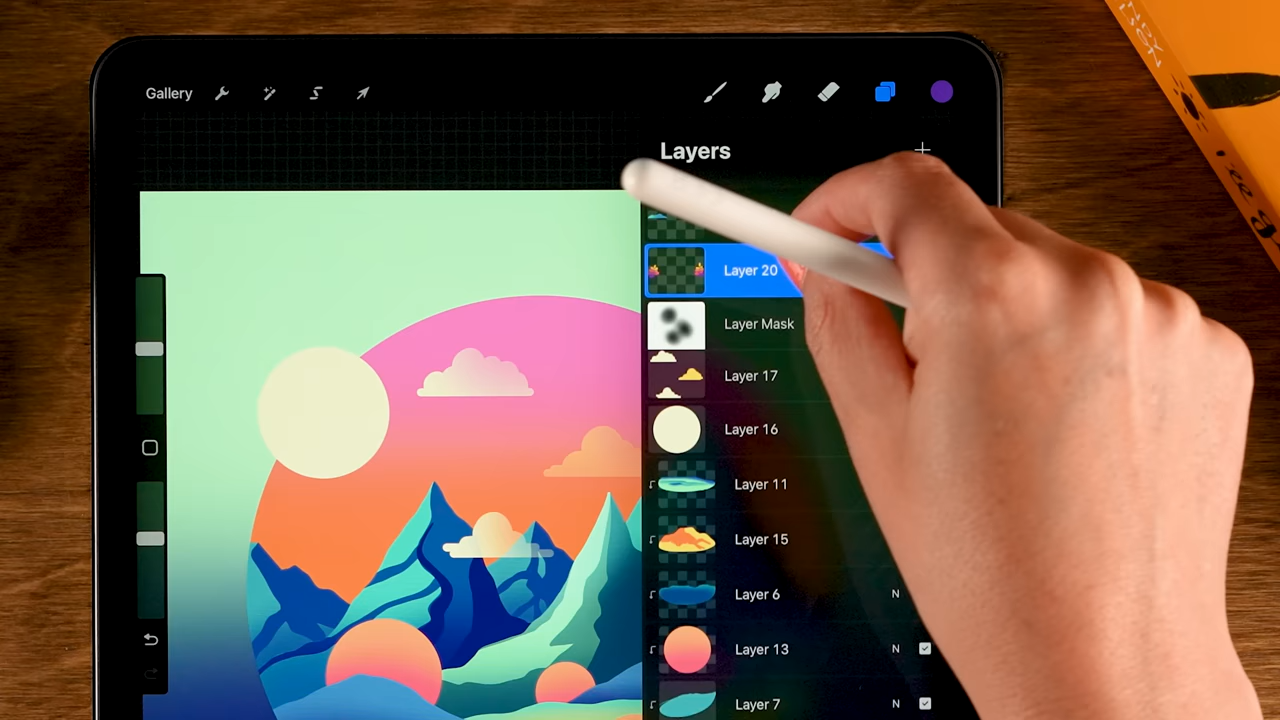 Gallery
Layers
Layer 20
Layer Mask
Layer 17
Layer 16
Layer 11
Layer 15
Layer 6 N
Layer 13 N
Layer 7 N